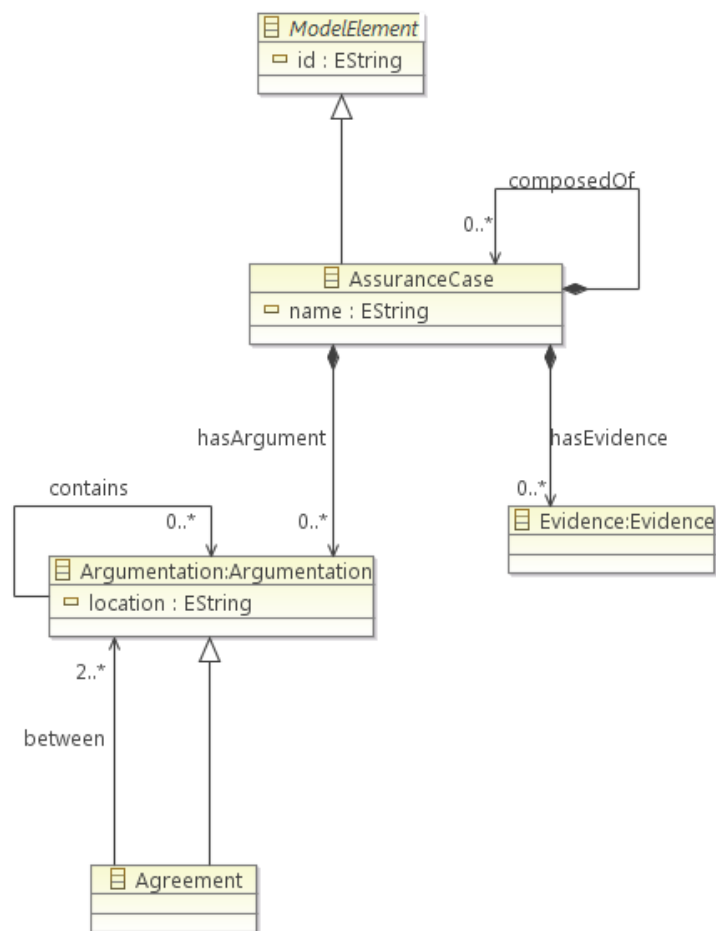 ModelElement
id : EString
composedOf
0..*
AssuranceCase
name : EString
hasArgument
hasEvidence
contains
0..*
0..*
0..*
Evidence:Evidence
Argumentation:Argumentation
location : EString
2..*
between
Agreement